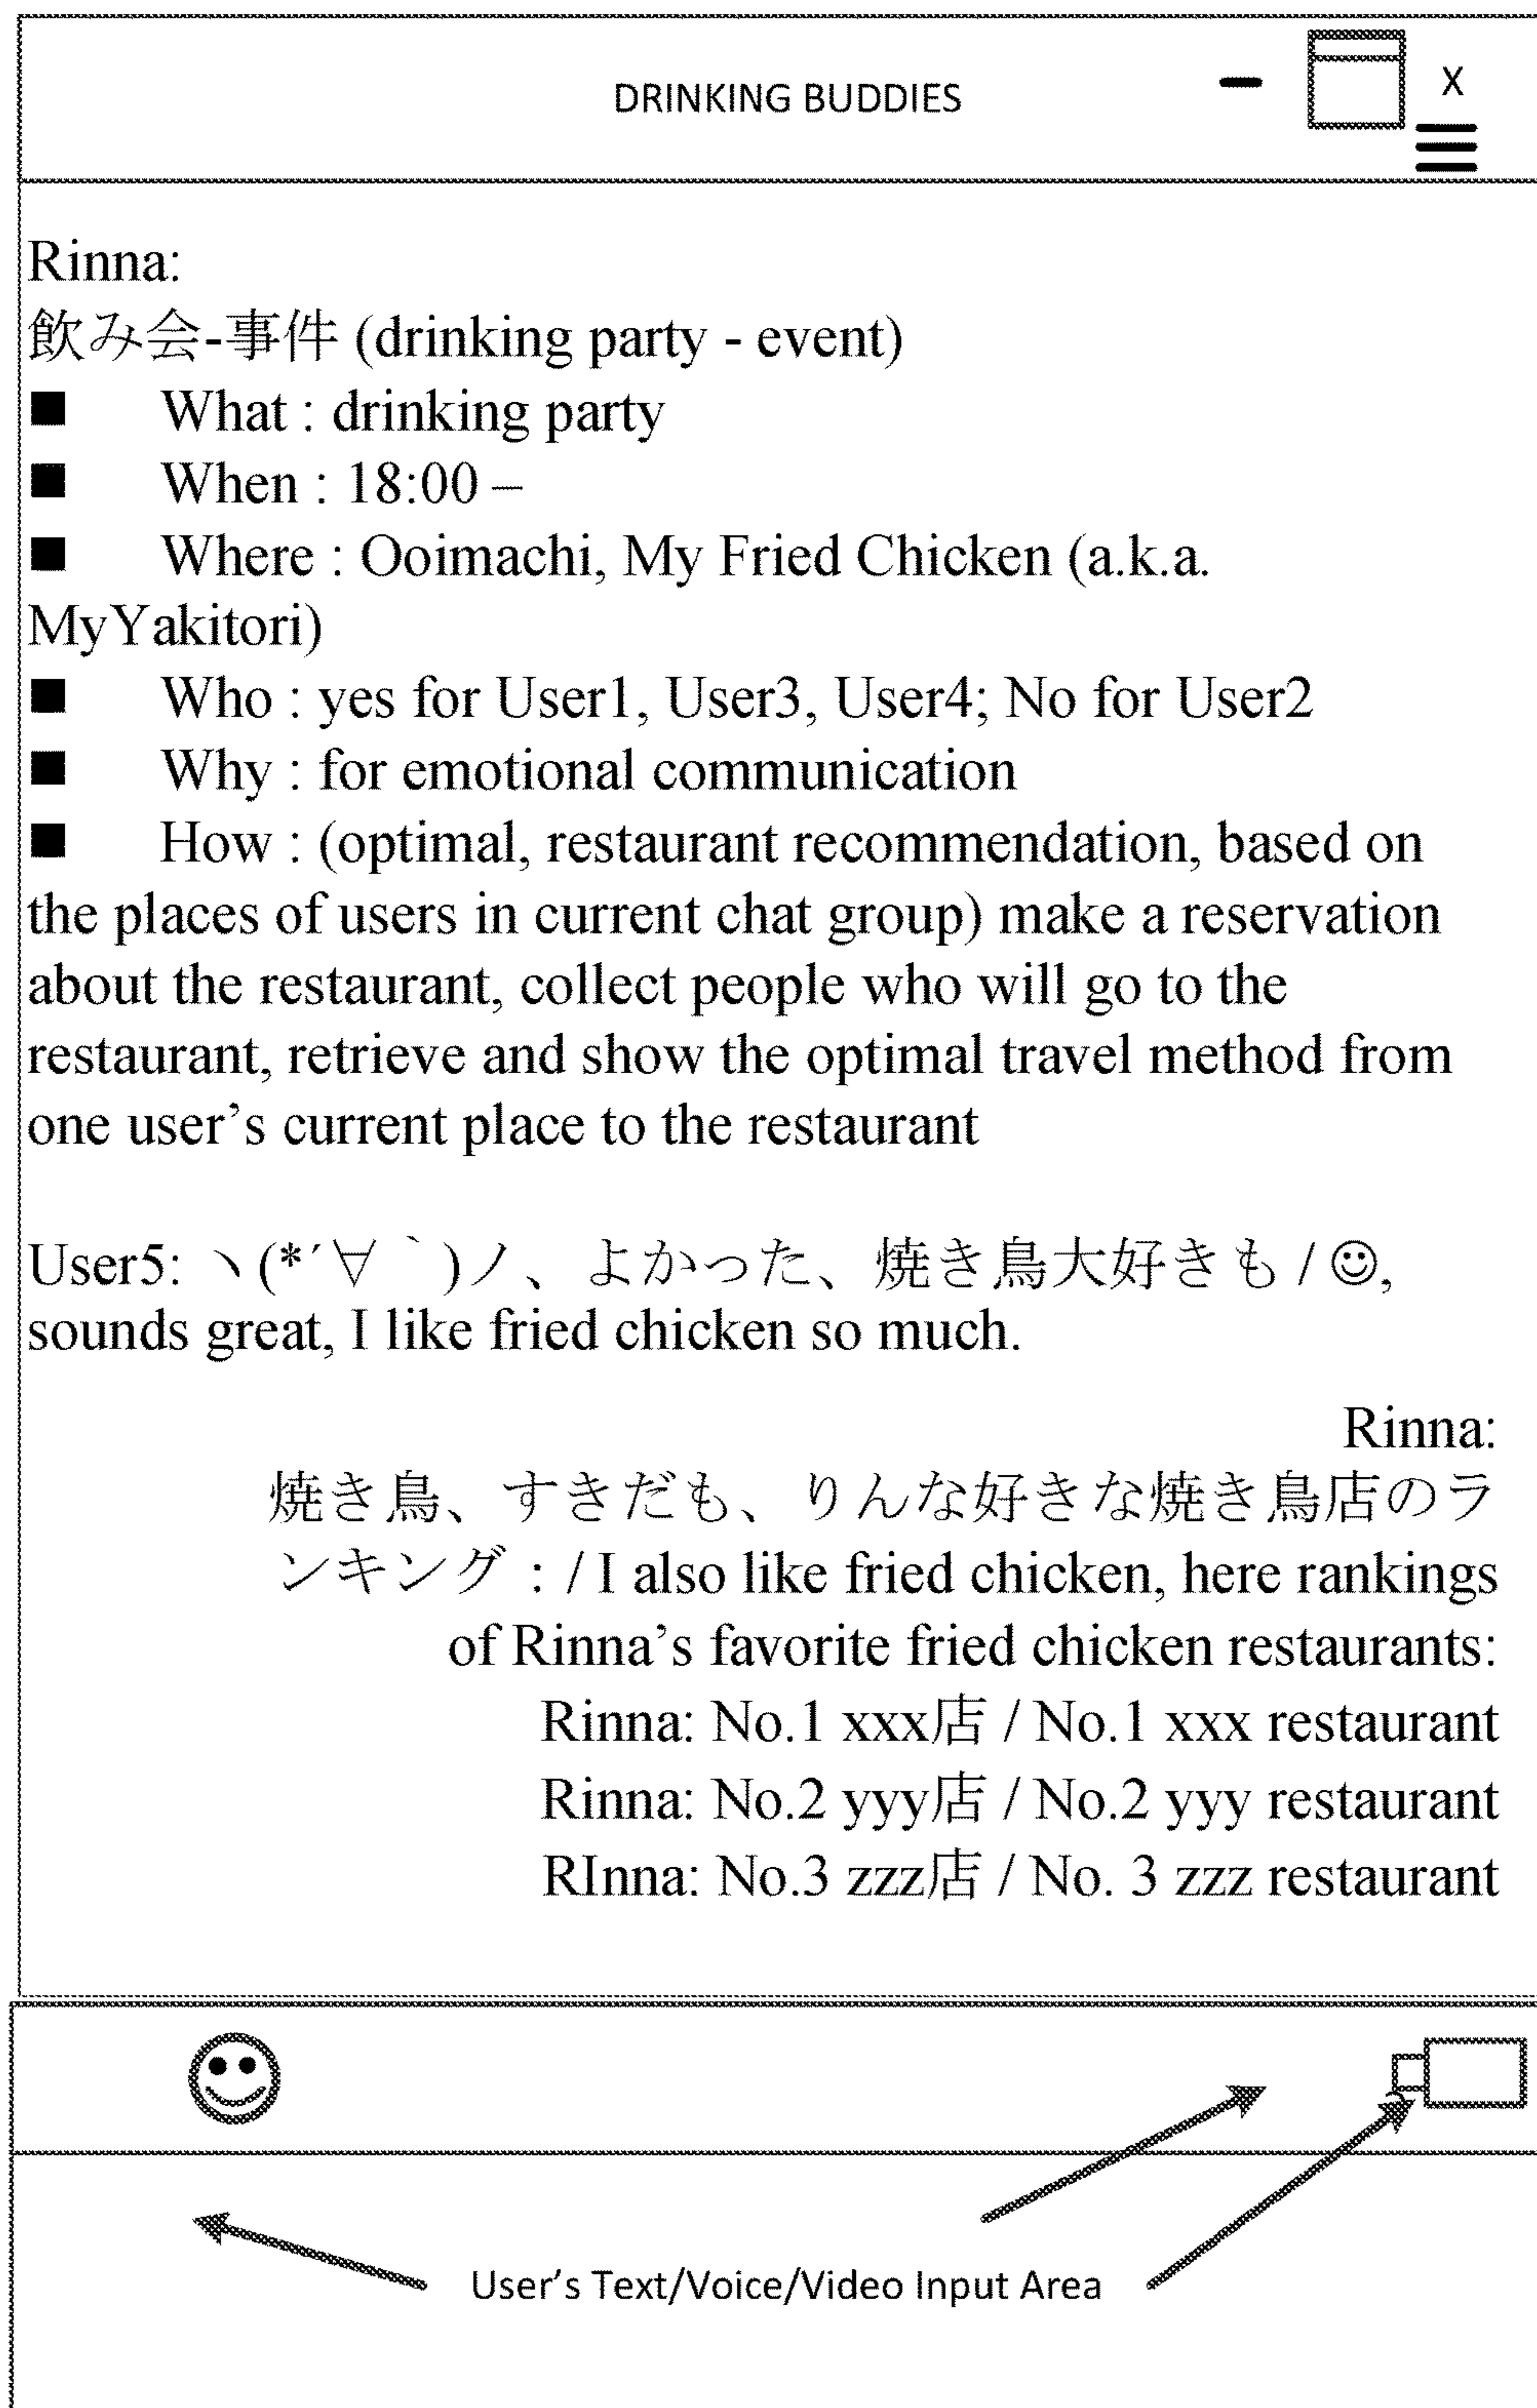 DRINKING BUDDIES
X
Rinna:
飲み会-事件 (drinking party - event)
■ What : drinking party
■ When : 18:00 –
■ Where : Ooimachi, My Fried Chicken (a.k.a.
MyYakitori)
■ Who : yes for User1, User3, User4; No for User2
■ Why : for emotional communication
■ How : (optimal, restaurant recommendation, based on
the places of users in current chat group) make a reservation
about the restaurant, collect people who will go to the
restaurant, retrieve and show the optimal travel method from
one user’s current place to the restaurant
User5: ヽ(*´∀｀)ノ、よかった、焼き鳥大好きも / ☺,
sounds great, I like fried chicken so much.
Rinna:
焼き鳥、すきだも、りんな好きな焼き鳥店のラ
ンキング : / I also like fried chicken, here rankings
of Rinna’s favorite fried chicken restaurants:
Rinna: No.1 xxx店 / No.1 xxx restaurant
Rinna: No.2 yyy店 / No.2 yyy restaurant
RInna: No.3 zzz店 / No. 3 zzz restaurant
User’s Text/Voice/Video Input Area